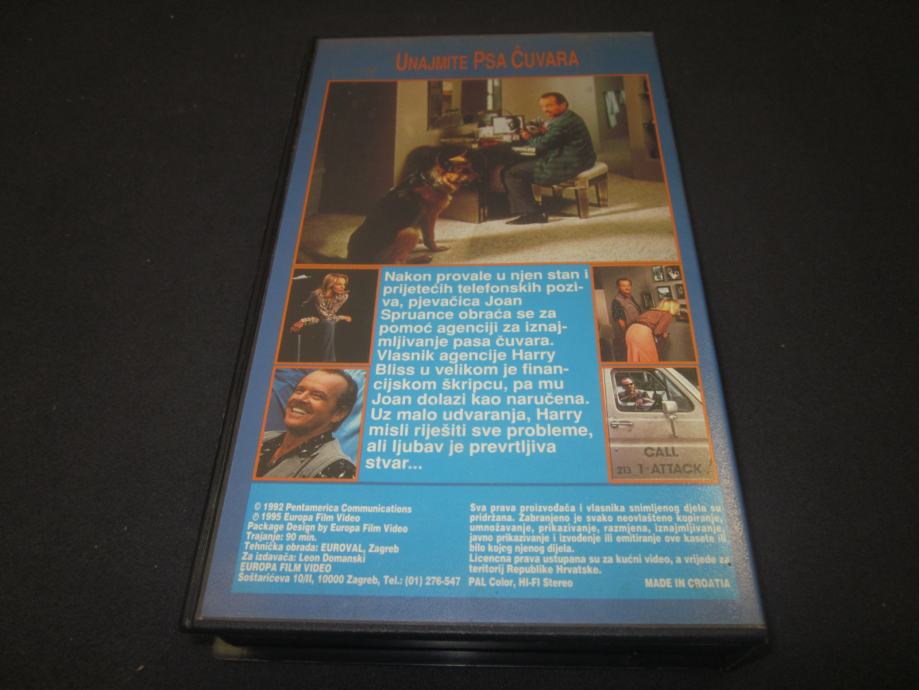 UNAJMITE PSA ČUVARA
Nakon provale u njen stan i
prijetećih telefonskih pozi-
va, pjevačica Joan
Spruance obraća se za
pomoć agenciji za iznaj-
mljivanje pasa čuvara.
Vlasnik agencije Harry
Bliss u velikom je finan-
cijskom škripcu, pa mu
Joan dolazi kao naručena.
Uz malo udvaranja, Harry
misli riješiti sve probleme,
ali ljubav je prevrtljiva
stvar...
CALL
213 1-ATTACK
© 1992 Pentamerica Communications
℗ 1995 Europa Film Video
Package Design by Europa Film Video
Trajanje: 90 min.
Tehnička obrada: EUROVAL, Zagreb
Za izdavača: Leon Domanski
EUROPA FILM VIDEO
Šoštarićeva 10/II, 10000 Zagreb, Tel.: (01) 276-547
Sva prava proizvođača i vlasnika snimljenog djela su
pridržana. Zabranjeno je svako neovlašteno kopiranje,
umnožavanje, prikazivanje, razmjena, iznajmljivanje,
javno prikazivanje i izvođenje ili emitiranje ove kasete ili
bilo kojeg njenog dijela.
Licencna prava ustupana su za kućni video, a vrijede za
teritorij Republike Hrvatske.
PAL Color, HI-FI Stereo
MADE IN CROATIA